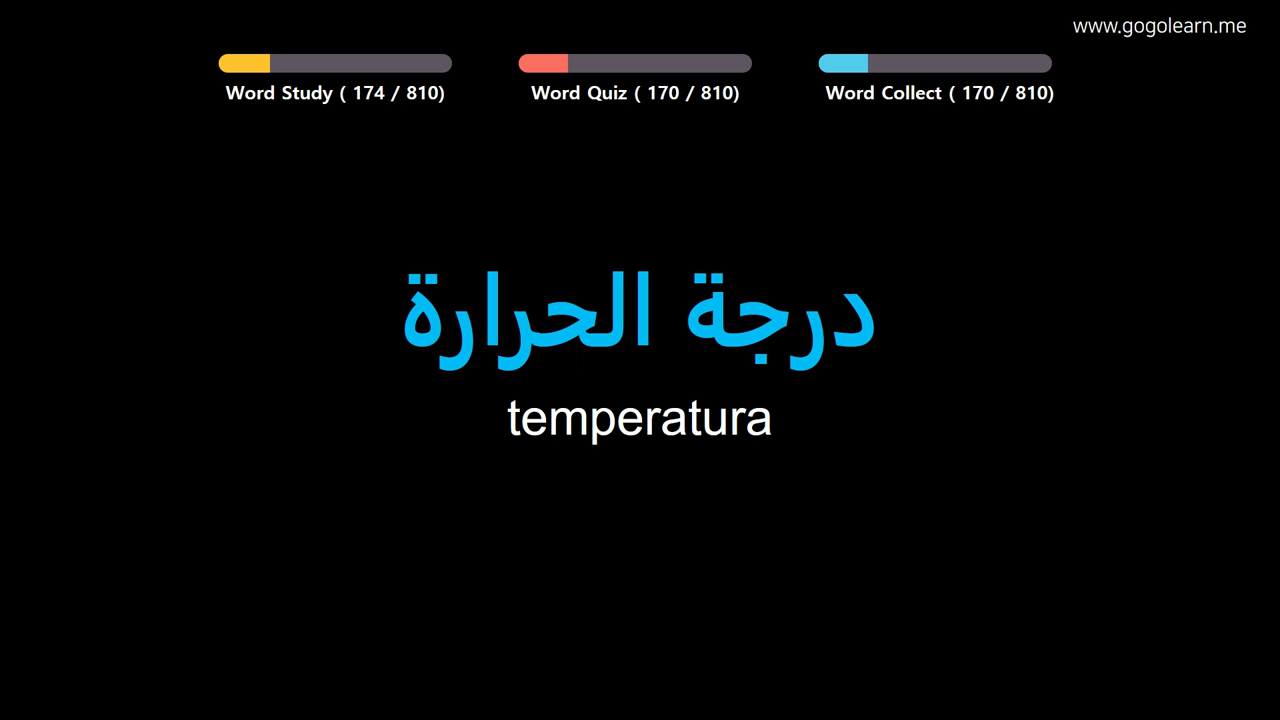 www.gogolearn.me
Word Study ( 174 / 810)
Word Quiz ( 170 / 810)
Word Collect ( 170 / 810)
درجة الحرارة
temperatura